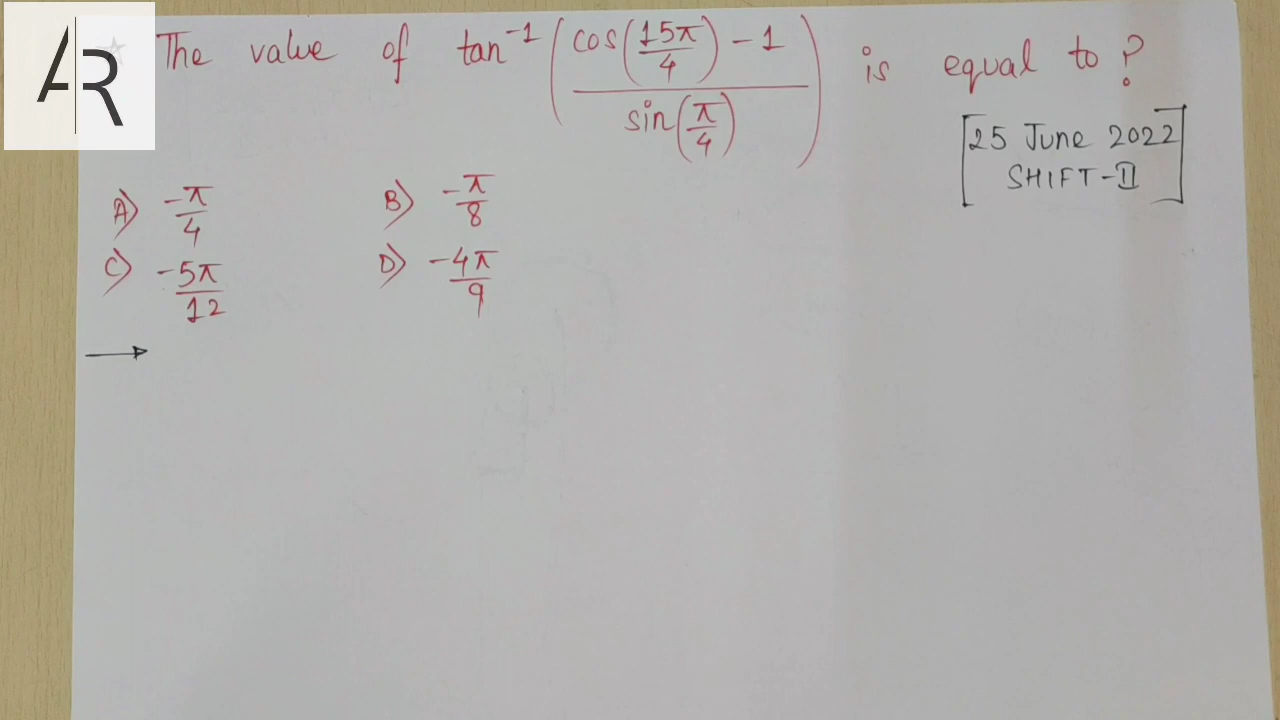 AR
The value of tan⁻¹ ( (cos(15π/4) - 1) / sin(π/4) ) is equal to ?
[25 June 2022
SHIFT-II]
A) -π/4 B) -π/8
C) -5π/12 D) -4π/9